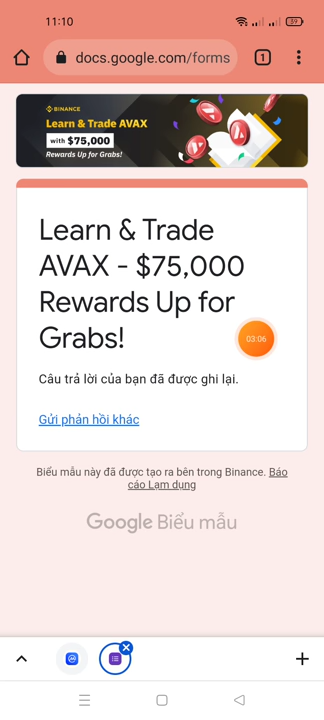 11:10
39
docs.google.com/forms
1
BINANCE
Learn & Trade AVAX
with $75,000
Rewards Up for Grabs!
Learn & Trade
AVAX - $75,000
Rewards Up for
Grabs!
03:06
Câu trả lời của bạn đã được ghi lại.
Gửi phản hồi khác
Biểu mẫu này đã được tạo ra bên trong Binance. Báo
cáo Lạm dụng
Google Biểu mẫu